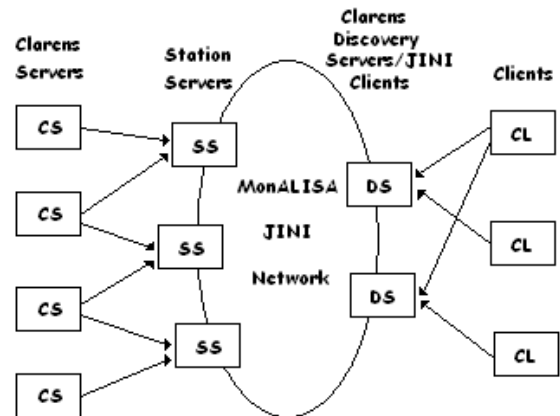 Clarens
Servers
Station
Servers
Clarens
Discovery
Servers/JINI
Clients
Clients
CS
CS
CS
CS
SS
SS
SS
MonALISA
JINI
Network
DS
DS
CL
CL
CL